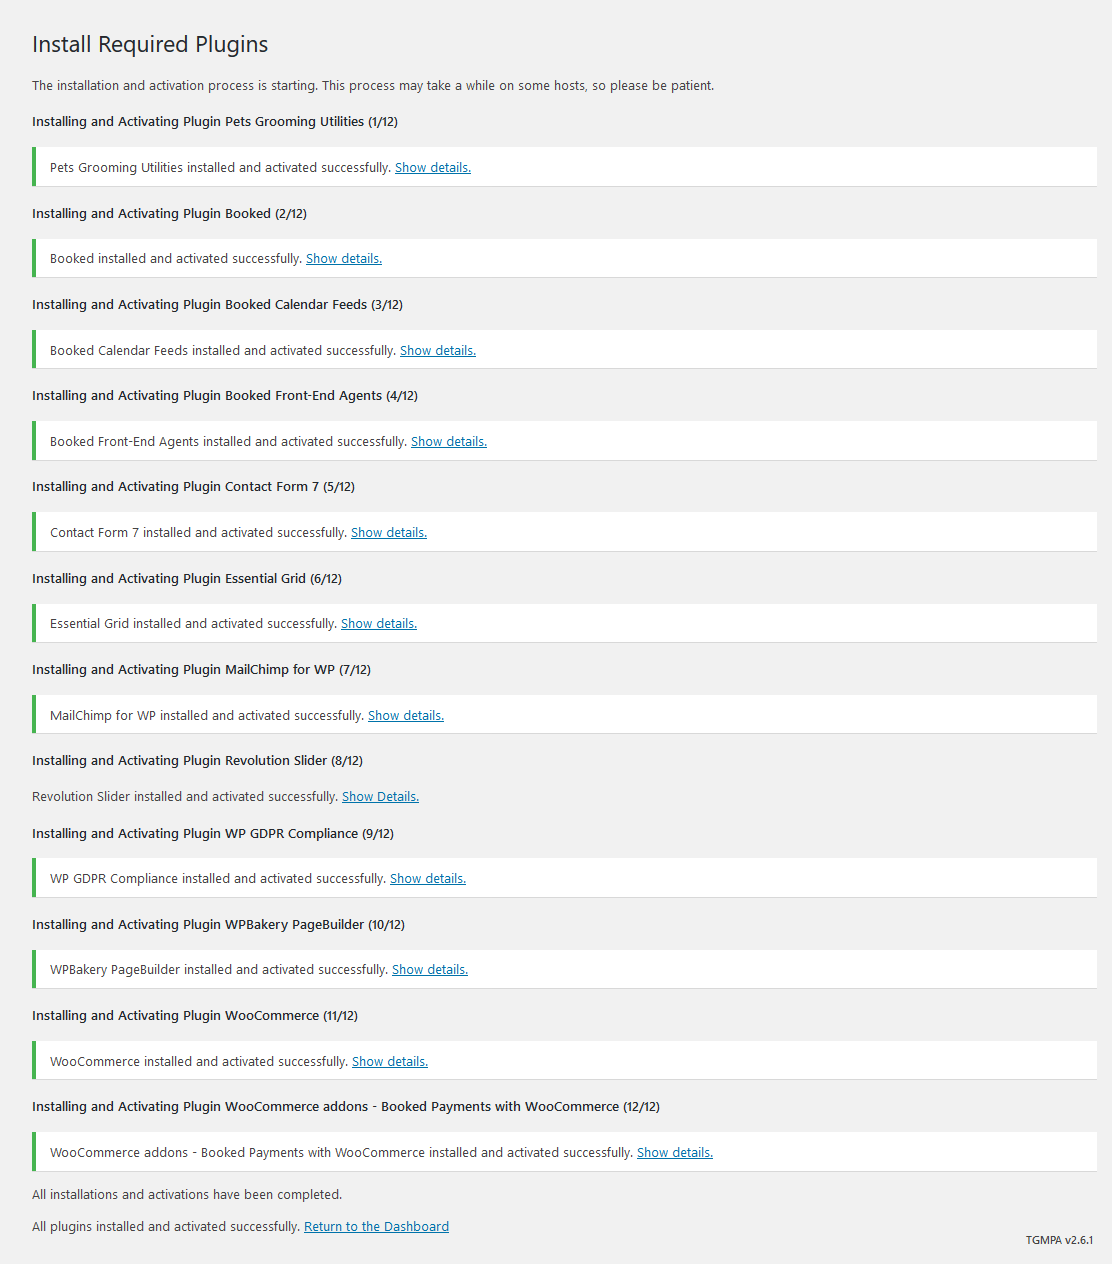 Install Required Plugins
The installation and activation process is starting. This process may take a while on some hosts, so please be patient.
Installing and Activating Plugin Pets Grooming Utilities (1/12)
Pets Grooming Utilities installed and activated successfully. Show details.
Installing and Activating Plugin Booked (2/12)
Booked installed and activated successfully. Show details.
Installing and Activating Plugin Booked Calendar Feeds (3/12)
Booked Calendar Feeds installed and activated successfully. Show details.
Installing and Activating Plugin Booked Front-End Agents (4/12)
Booked Front-End Agents installed and activated successfully. Show details.
Installing and Activating Plugin Contact Form 7 (5/12)
Contact Form 7 installed and activated successfully. Show details.
Installing and Activating Plugin Essential Grid (6/12)
Essential Grid installed and activated successfully. Show details.
Installing and Activating Plugin MailChimp for WP (7/12)
MailChimp for WP installed and activated successfully. Show details.
Installing and Activating Plugin Revolution Slider (8/12)
Revolution Slider installed and activated successfully. Show Details.
Installing and Activating Plugin WP GDPR Compliance (9/12)
WP GDPR Compliance installed and activated successfully. Show details.
Installing and Activating Plugin WPBakery PageBuilder (10/12)
WPBakery PageBuilder installed and activated successfully. Show details.
Installing and Activating Plugin WooCommerce (11/12)
WooCommerce installed and activated successfully. Show details.
Installing and Activating Plugin WooCommerce addons - Booked Payments with WooCommerce (12/12)
WooCommerce addons - Booked Payments with WooCommerce installed and activated successfully. Show details.
All installations and activations have been completed.
All plugins installed and activated successfully. Return to the Dashboard
TGMPA v2.6.1